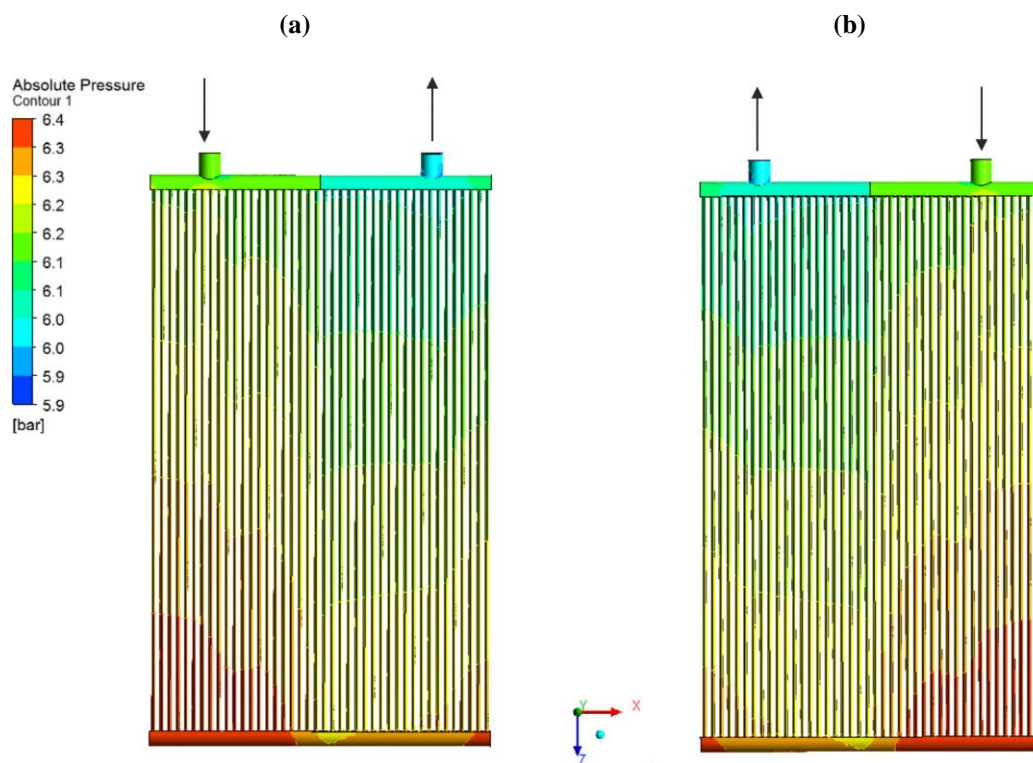 (a)
(b)
Absolute Pressure
Contour 1
6.4
6.3
6.3
6.2
6.2
6.1
6.1
6.0
6.0
5.9
5.9
[bar]
Y
X
Z